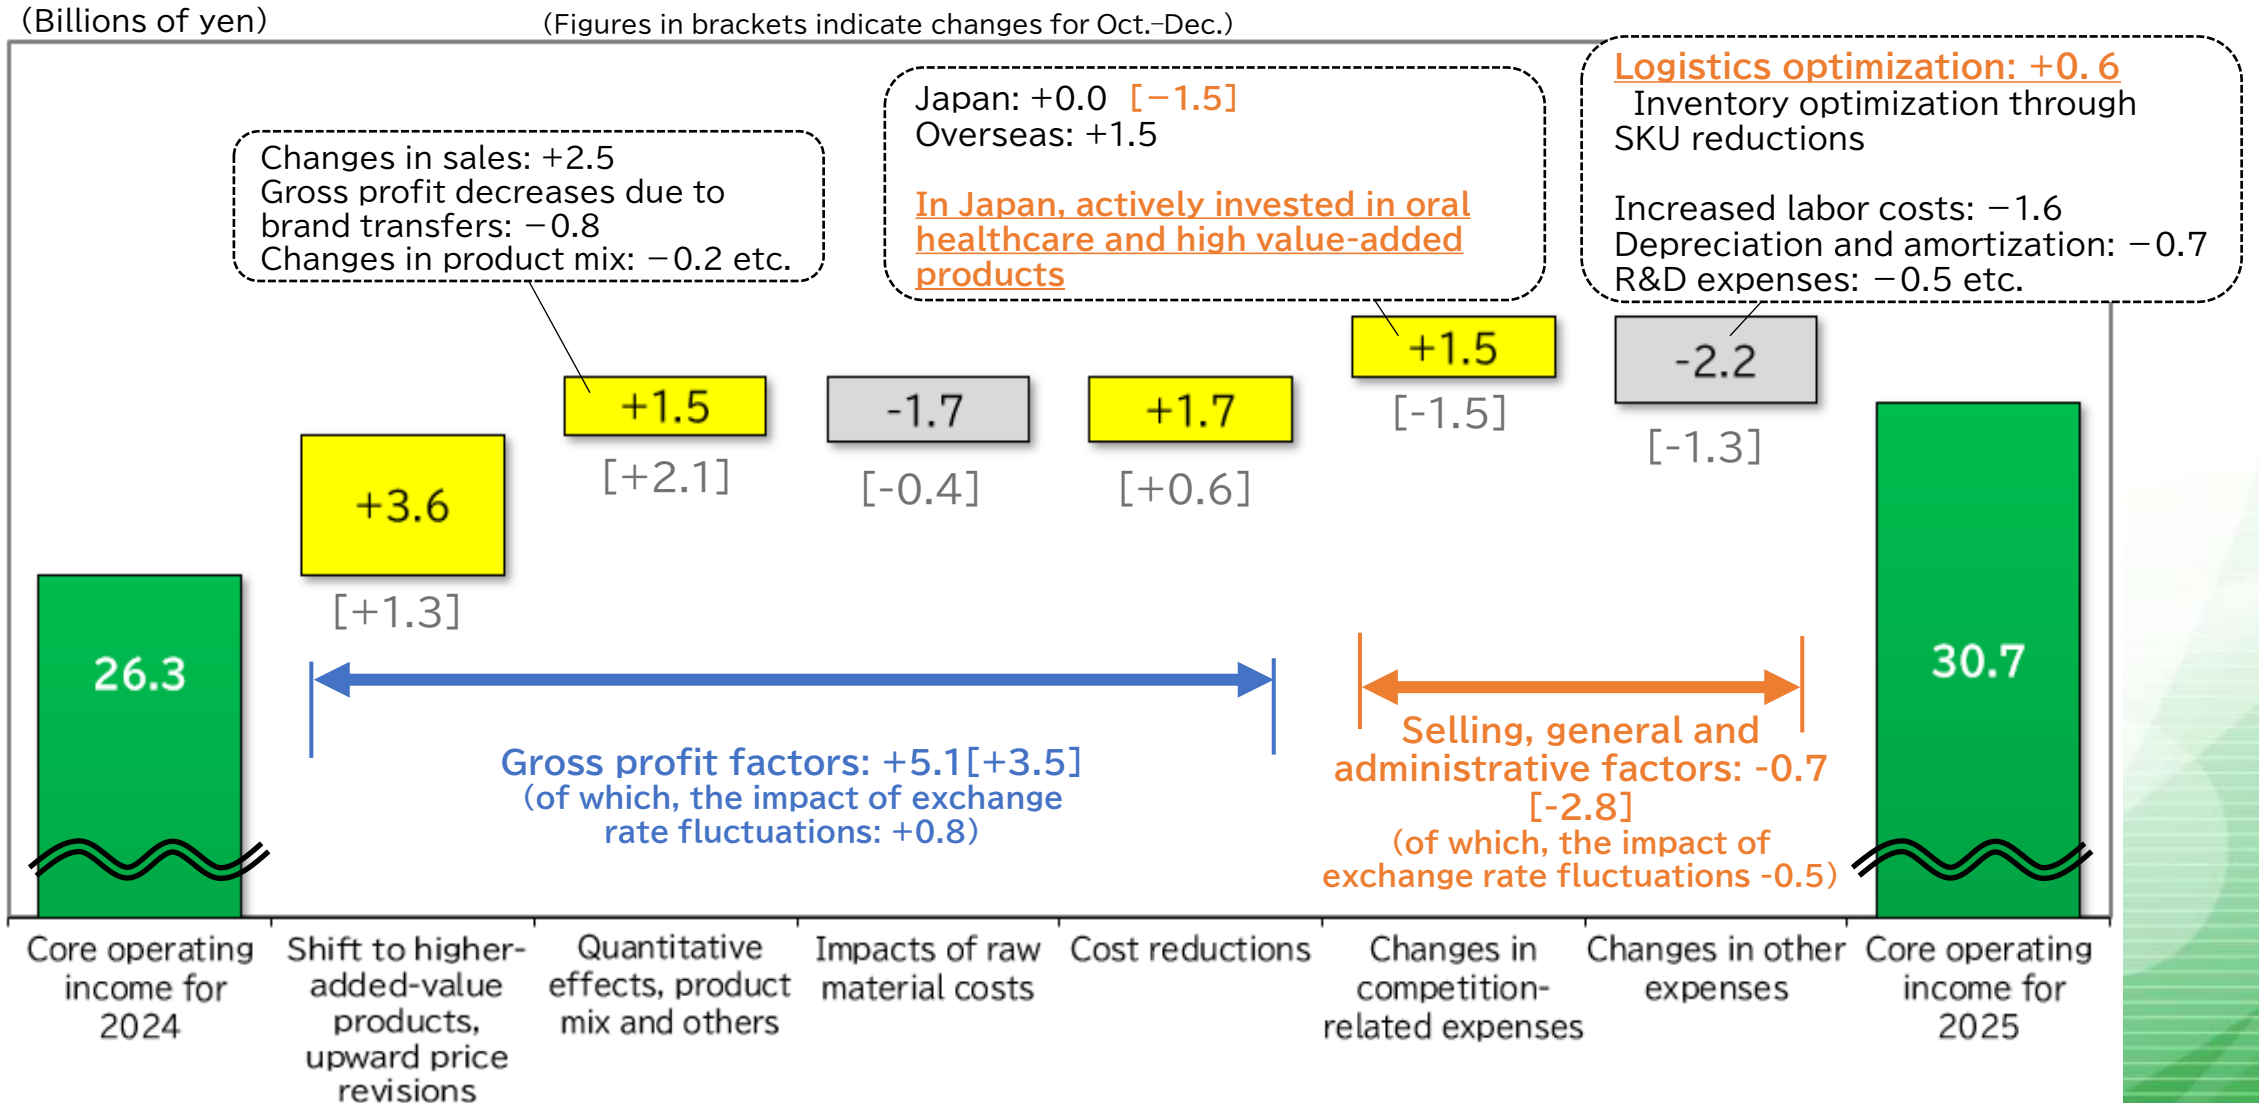 (Billions of yen)
(Figures in brackets indicate changes for Oct.-Dec.)
Changes in sales: +2.5
Gross profit decreases due to
brand transfers: −0.8
Changes in product mix: −0.2 etc.
Japan: +0.0 [−1.5]
Overseas: +1.5
In Japan, actively invested in oral
healthcare and high value-added
products
Logistics optimization: +0.6
Inventory optimization through
SKU reductions
Increased labor costs: −1.6
Depreciation and amortization: −0.7
R&D expenses: −0.5 etc.
26.3
+3.6
[+1.3]
+1.5
[+2.1]
-1.7
[-0.4]
+1.7
[+0.6]
+1.5
[-1.5]
-2.2
[-1.3]
30.7
Gross profit factors: +5.1[+3.5]
(of which, the impact of exchange
rate fluctuations: +0.8)
Selling, general and
administrative factors: -0.7
[-2.8]
(of which, the impact of
exchange rate fluctuations -0.5)
Core operating
income for
2024
Shift to higher-
added-value
products,
upward price
revisions
Quantitative
effects, product
mix and others
Impacts of raw
material costs
Cost reductions
Changes in
competition-
related expenses
Changes in other
expenses
Core operating
income for
2025